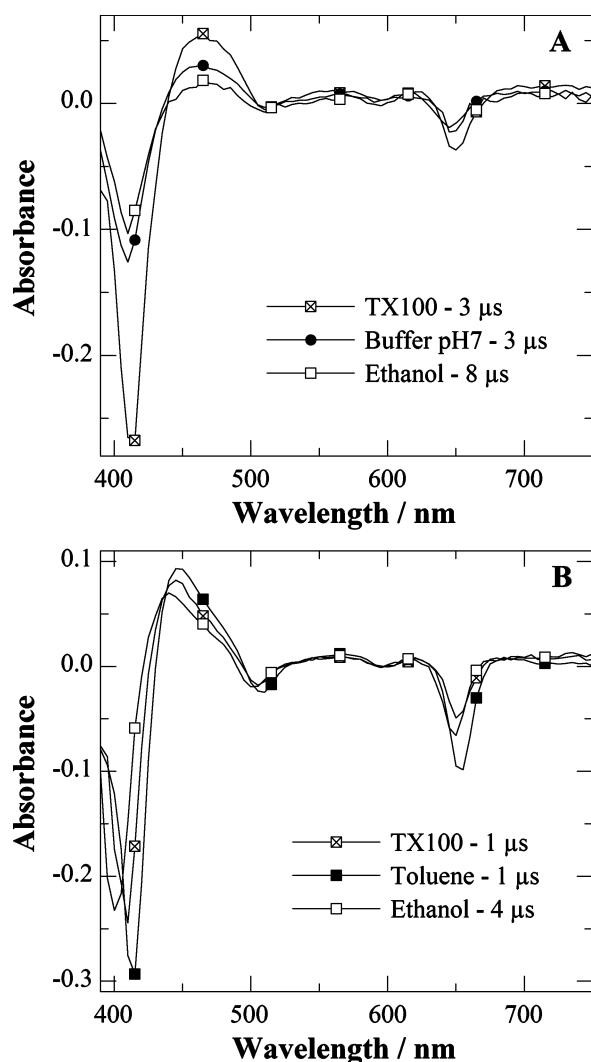 A
0.0
-0.1
-0.2
Absorbance
TX100 - 3 μs
Buffer pH7 - 3 μs
Ethanol - 8 μs
400 500 600 700
Wavelength / nm
B
0.1
0.0
-0.1
-0.2
-0.3
Absorbance
TX100 - 1 μs
Toluene - 1 μs
Ethanol - 4 μs
400 500 600 700
Wavelength / nm